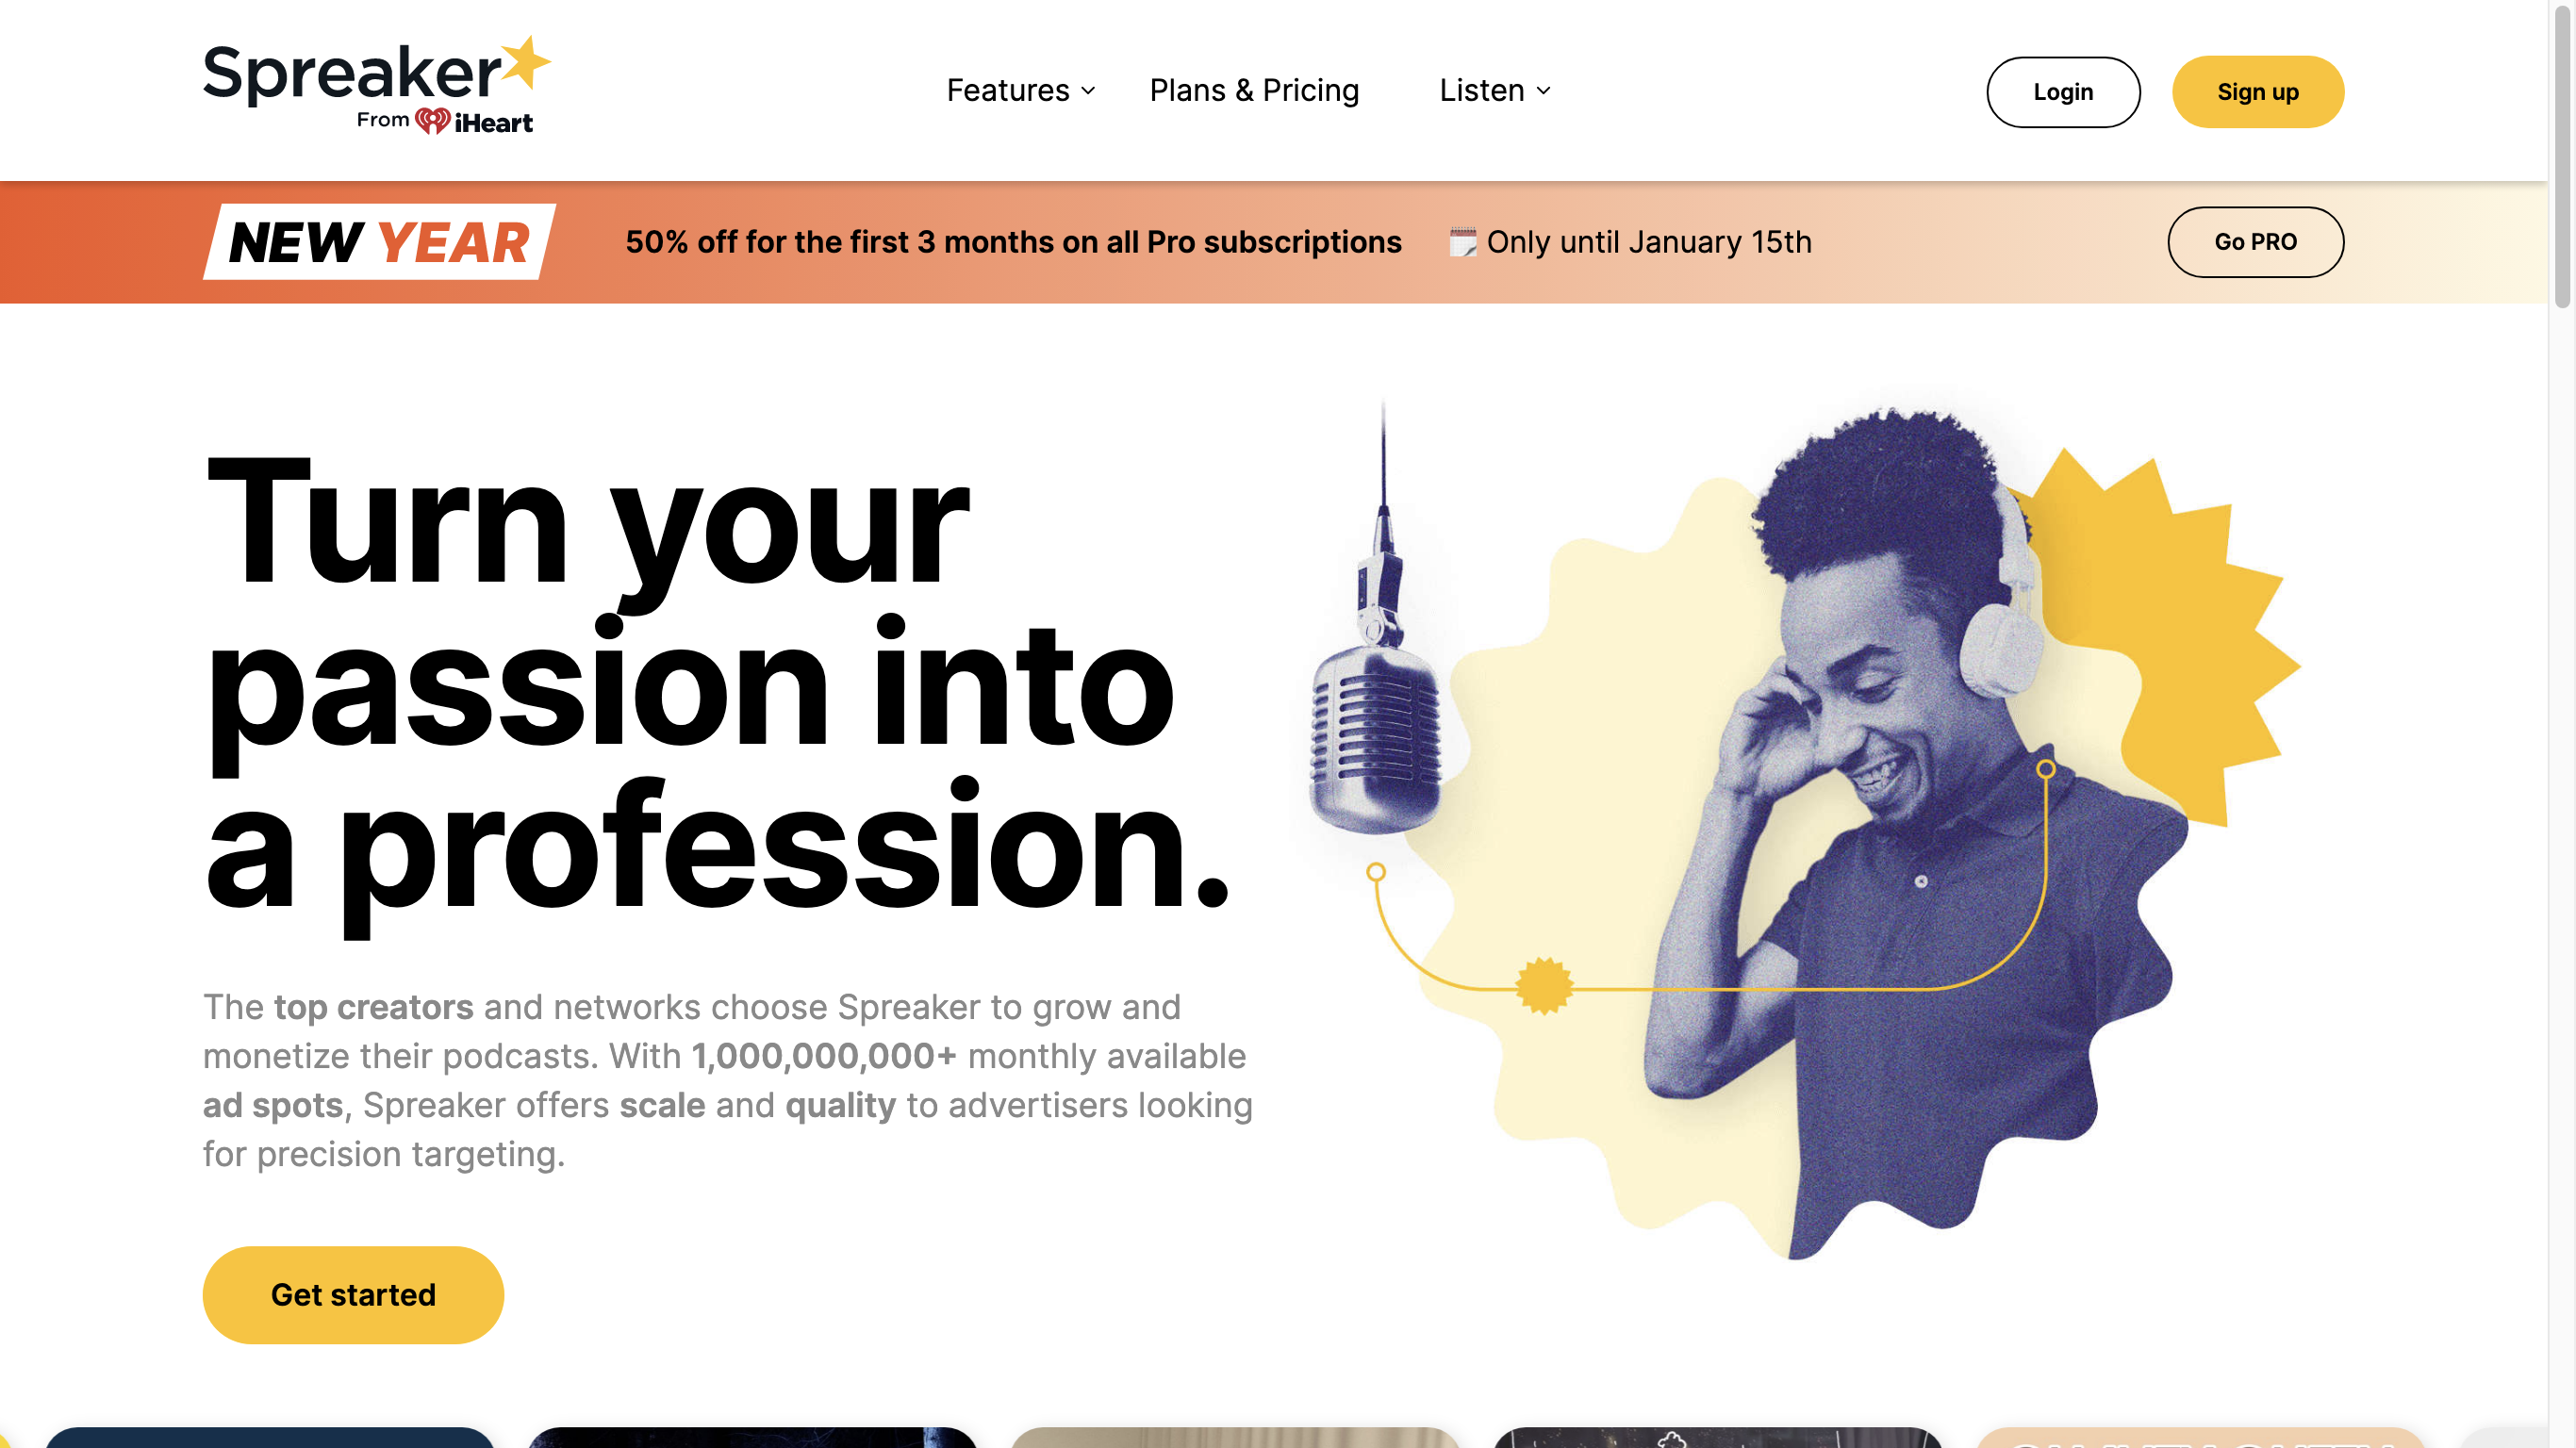 Spreaker
From iHeart
Features
Plans & Pricing
Listen
Login
Sign up
NEW YEAR
50% off for the first 3 months on all Pro subscriptions
Only until January 15th
Go PRO
Turn your
passion into
a profession.
The top creators and networks choose Spreaker to grow and
monetize their podcasts. With 1,000,000,000+ monthly available
ad spots, Spreaker offers scale and quality to advertisers looking
for precision targeting.
Get started